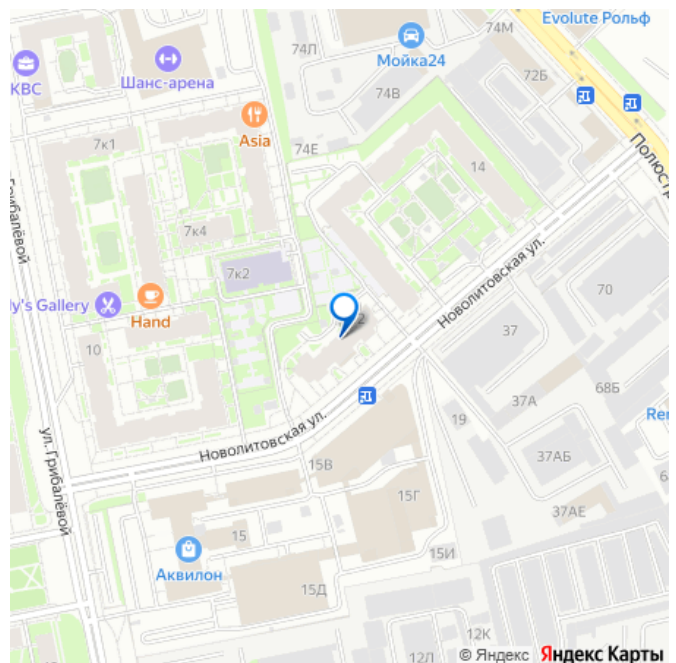 Evolute Рольф
74М
74Л
Мойка24
КВС
Шанс-арена
72Б
74В
Asia
7к1
74Е
Полюстр
14
Грибалёвой
7к4
7к2
Новолитовская ул.
70
ly's Gallery
Hand
37
10
68Б
37А
19
Rei
ул. Грибалёвой
Новолитовская ул.
15В
37АБ
15Г
37АЕ
15
15И
Аквилон
15Д
12К
12Л
© Яндекс Яндекс Карты